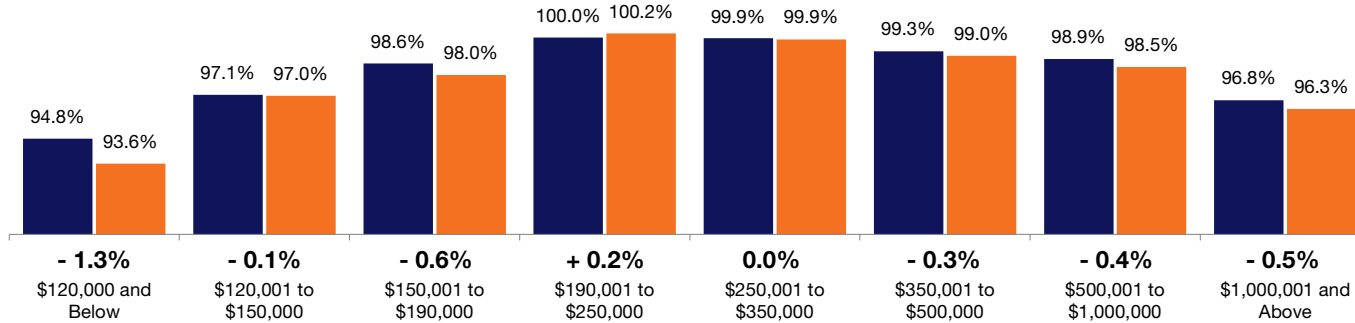 94.8% 93.6% 97.1% 97.0% 98.6% 98.0% 100.0% 100.2% 99.9% 99.9% 99.3% 99.0% 98.9% 98.5% 96.8% 96.3%
- 1.3% - 0.1% - 0.6% + 0.2% 0.0% - 0.3% - 0.4% - 0.5%
$120,000 and $120,001 to $150,001 to $190,001 to $250,001 to $350,001 to $500,001 to $1,000,001 and
Below $150,000 $190,000 $250,000 $350,000 $500,000 $1,000,000 Above